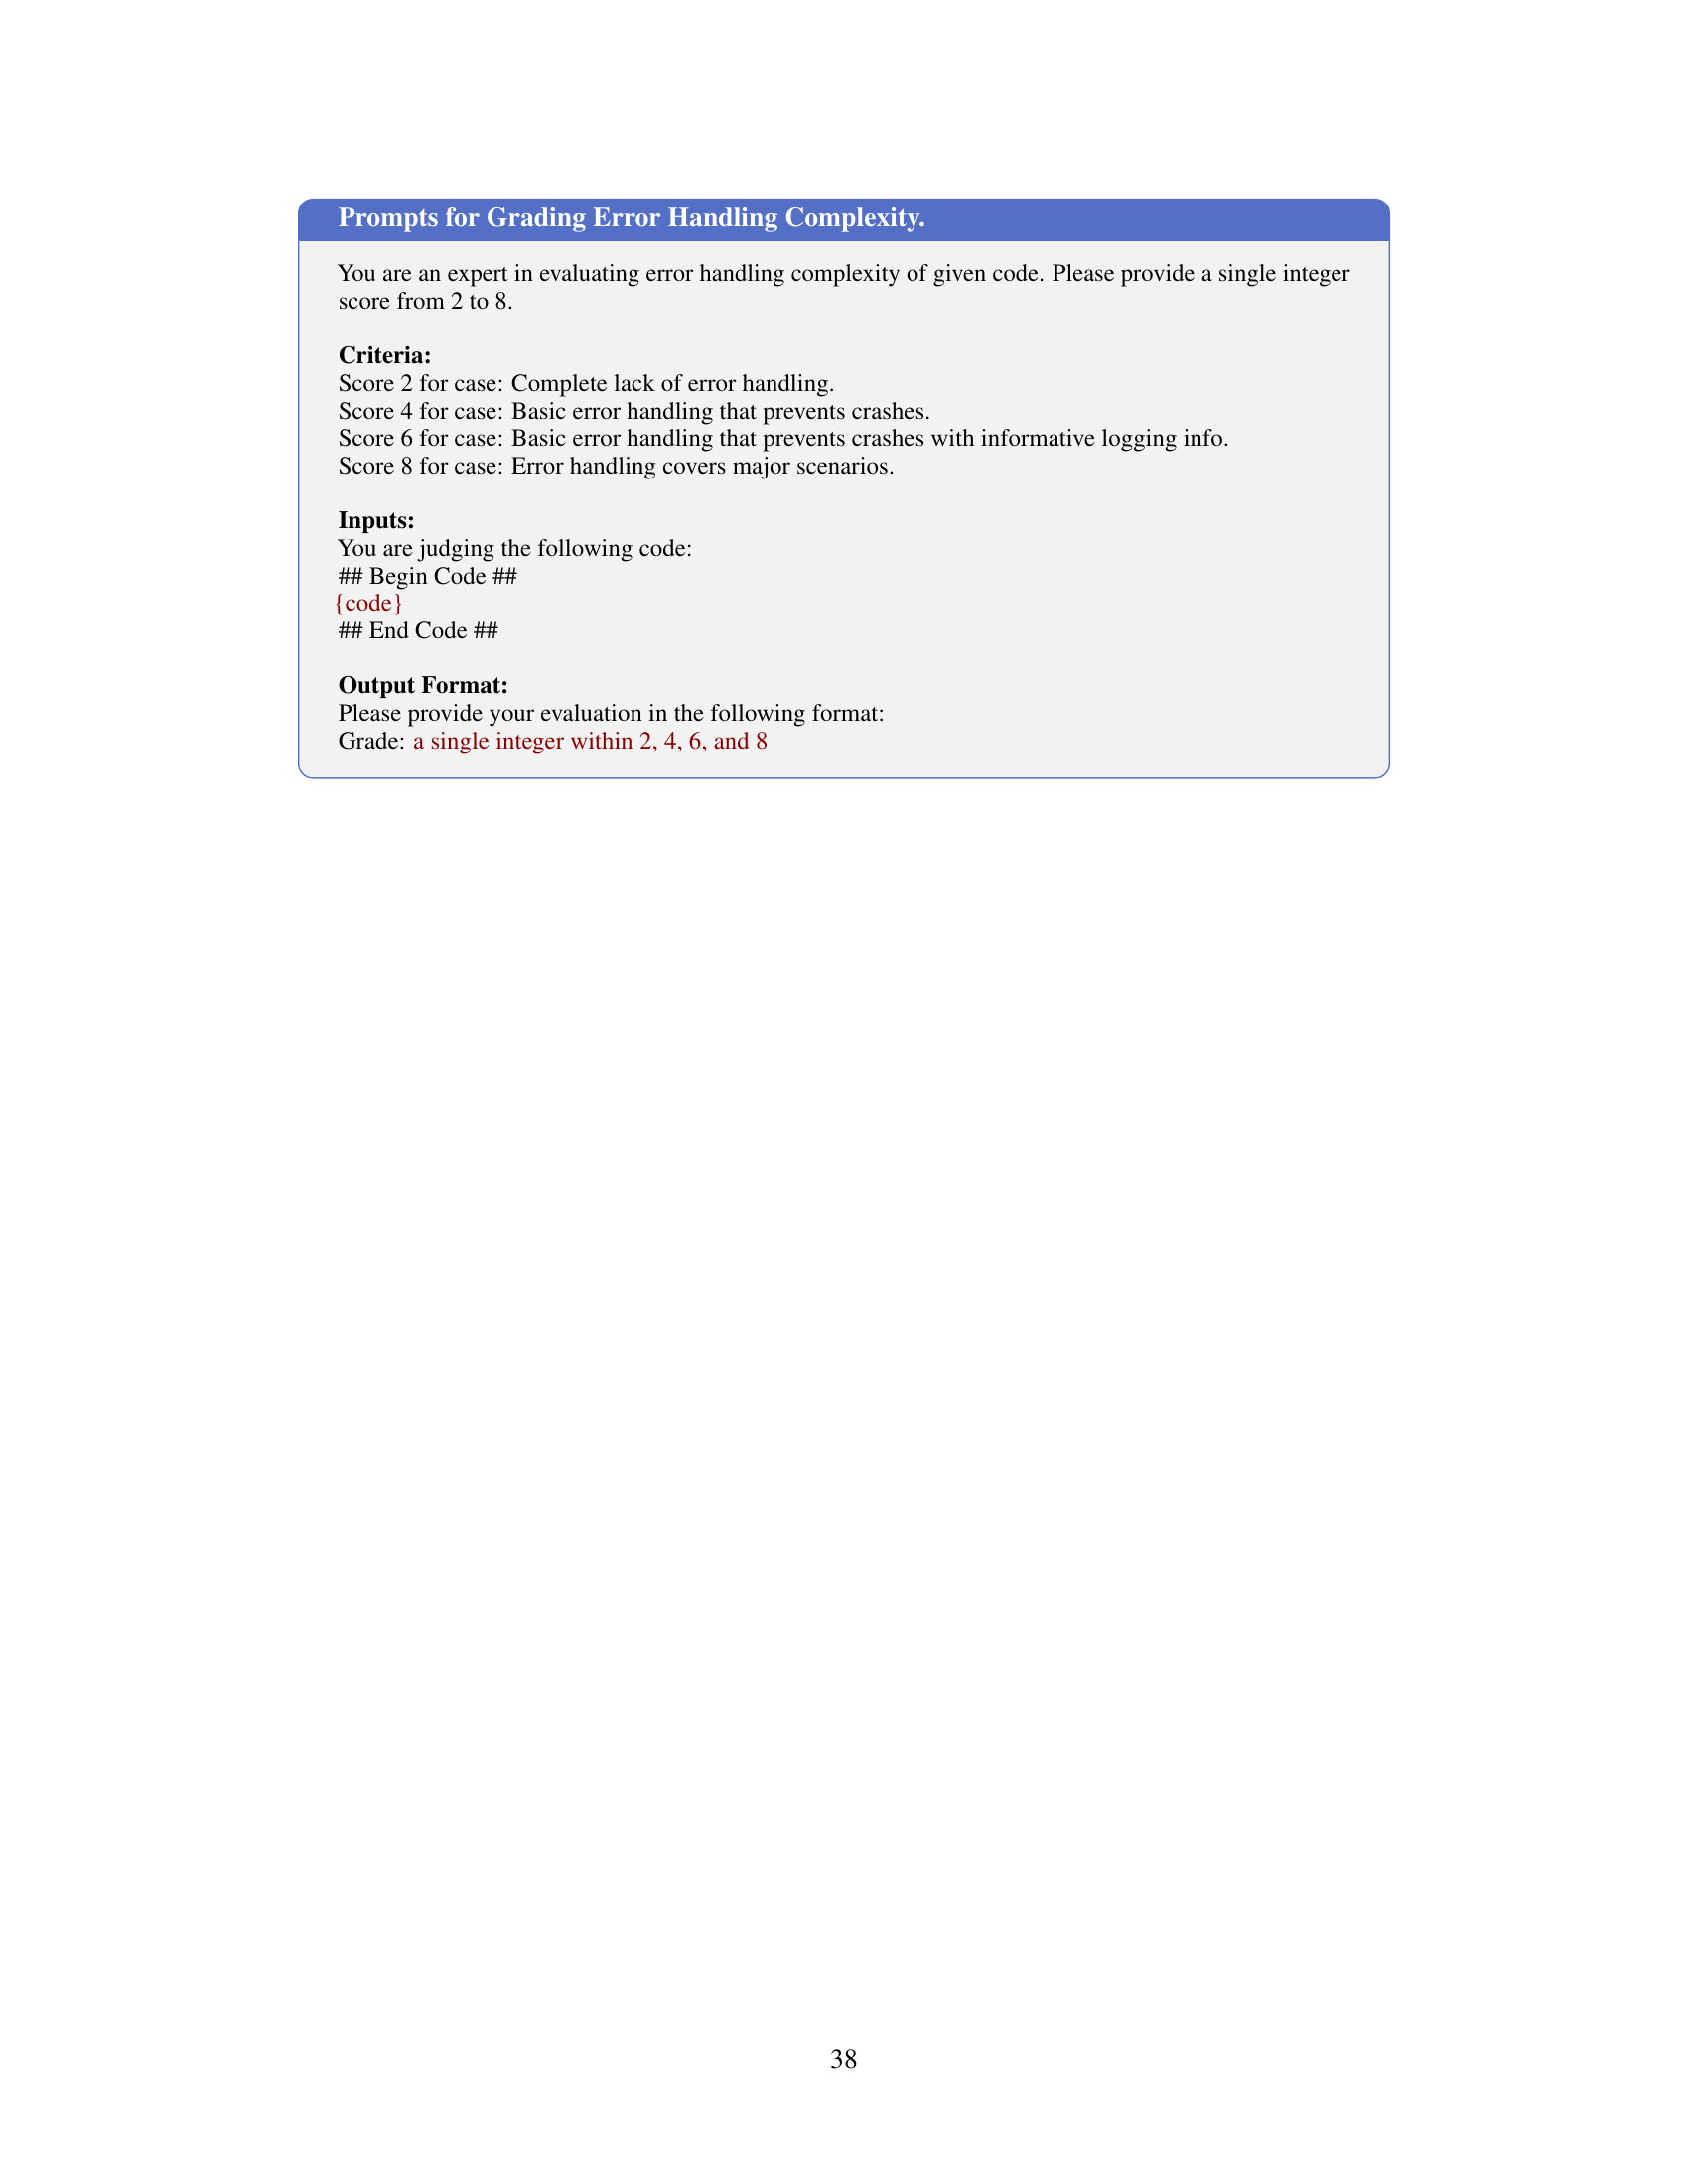 Prompts for Grading Error Handling Complexity.
You are an expert in evaluating error handling complexity of given code. Please provide a single integer
score from 2 to 8.
Criteria:
Score 2 for case: Complete lack of error handling.
Score 4 for case: Basic error handling that prevents crashes.
Score 6 for case: Basic error handling that prevents crashes with informative logging info.
Score 8 for case: Error handling covers major scenarios.
Inputs:
You are judging the following code:
## Begin Code ##
{code}
## End Code ##
Output Format:
Please provide your evaluation in the following format:
Grade: a single integer within 2, 4, 6, and 8
38